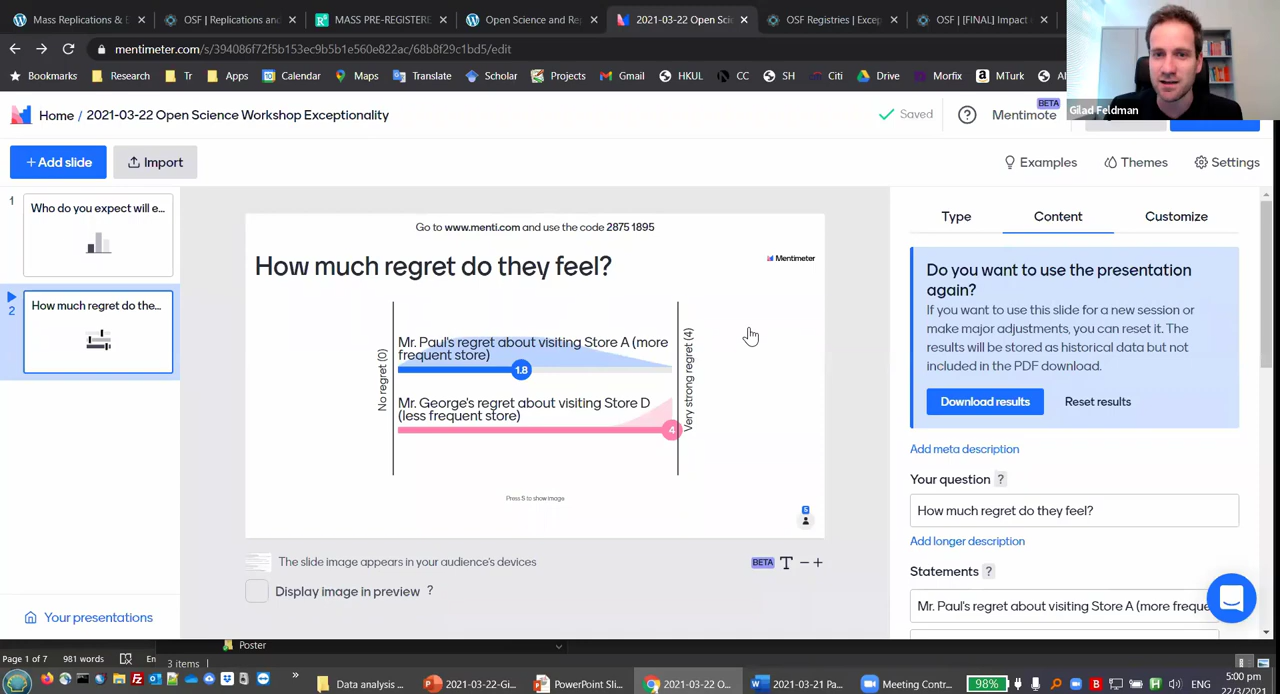 Mass Replications & E
OSF | Replications and
MASS PRE-REGISTERE
Open Science and Rep
2021-03-22 Open Scie
OSF Registries | Excep
OSF | [FINAL] Impact
mentimeter.com/s/394086f72f5b153ec9b5b1e560e822ac/68b8f29c1bd5/edit
Bookmarks
Research
Tr
Apps
Calendar
Maps
Translate
Scholar
Projects
Gmail
HKUL
CC
SH
Citi
Drive
Morfix
MTurk
Gilad Feldman
BETA
Home / 2021-03-22 Open Science Workshop Exceptionality
Saved
Mentimote
+ Add slide
Import
Examples
Themes
Settings
1
Who do you expect will e...
2
How much regret do the...
Your presentations
Go to www.menti.com and use the code 2875 1895
How much regret do they feel?
Mentimeter
No regret (0)
Mr. Paul's regret about visiting Store A (more
frequent store)
1.8
Mr. George's regret about visiting Store D
(less frequent store)
4
Very strong regret (4)
Press S to show image
The slide image appears in your audience's devices
BETA
Display image in preview ?
Type
Content
Customize
Do you want to use the presentation
again?
If you want to use this slide for a new session or
make major adjustments, you can reset it. The
results will be stored as historical data but not
included in the PDF download.
Download results
Reset results
Add meta description
Your question ?
How much regret do they feel?
Add longer description
Statements ?
Mr. Paul's regret about visiting Store A (more freque
Poster
Page 1 of 7
981 words
En
3 items
Data analysis ...
2021-03-22-Gi...
PowerPoint Sli...
2021-03-22 O...
2021-03-21 Pa...
Meeting Contr...
98%
ENG
5:00 pm
22/03/2021